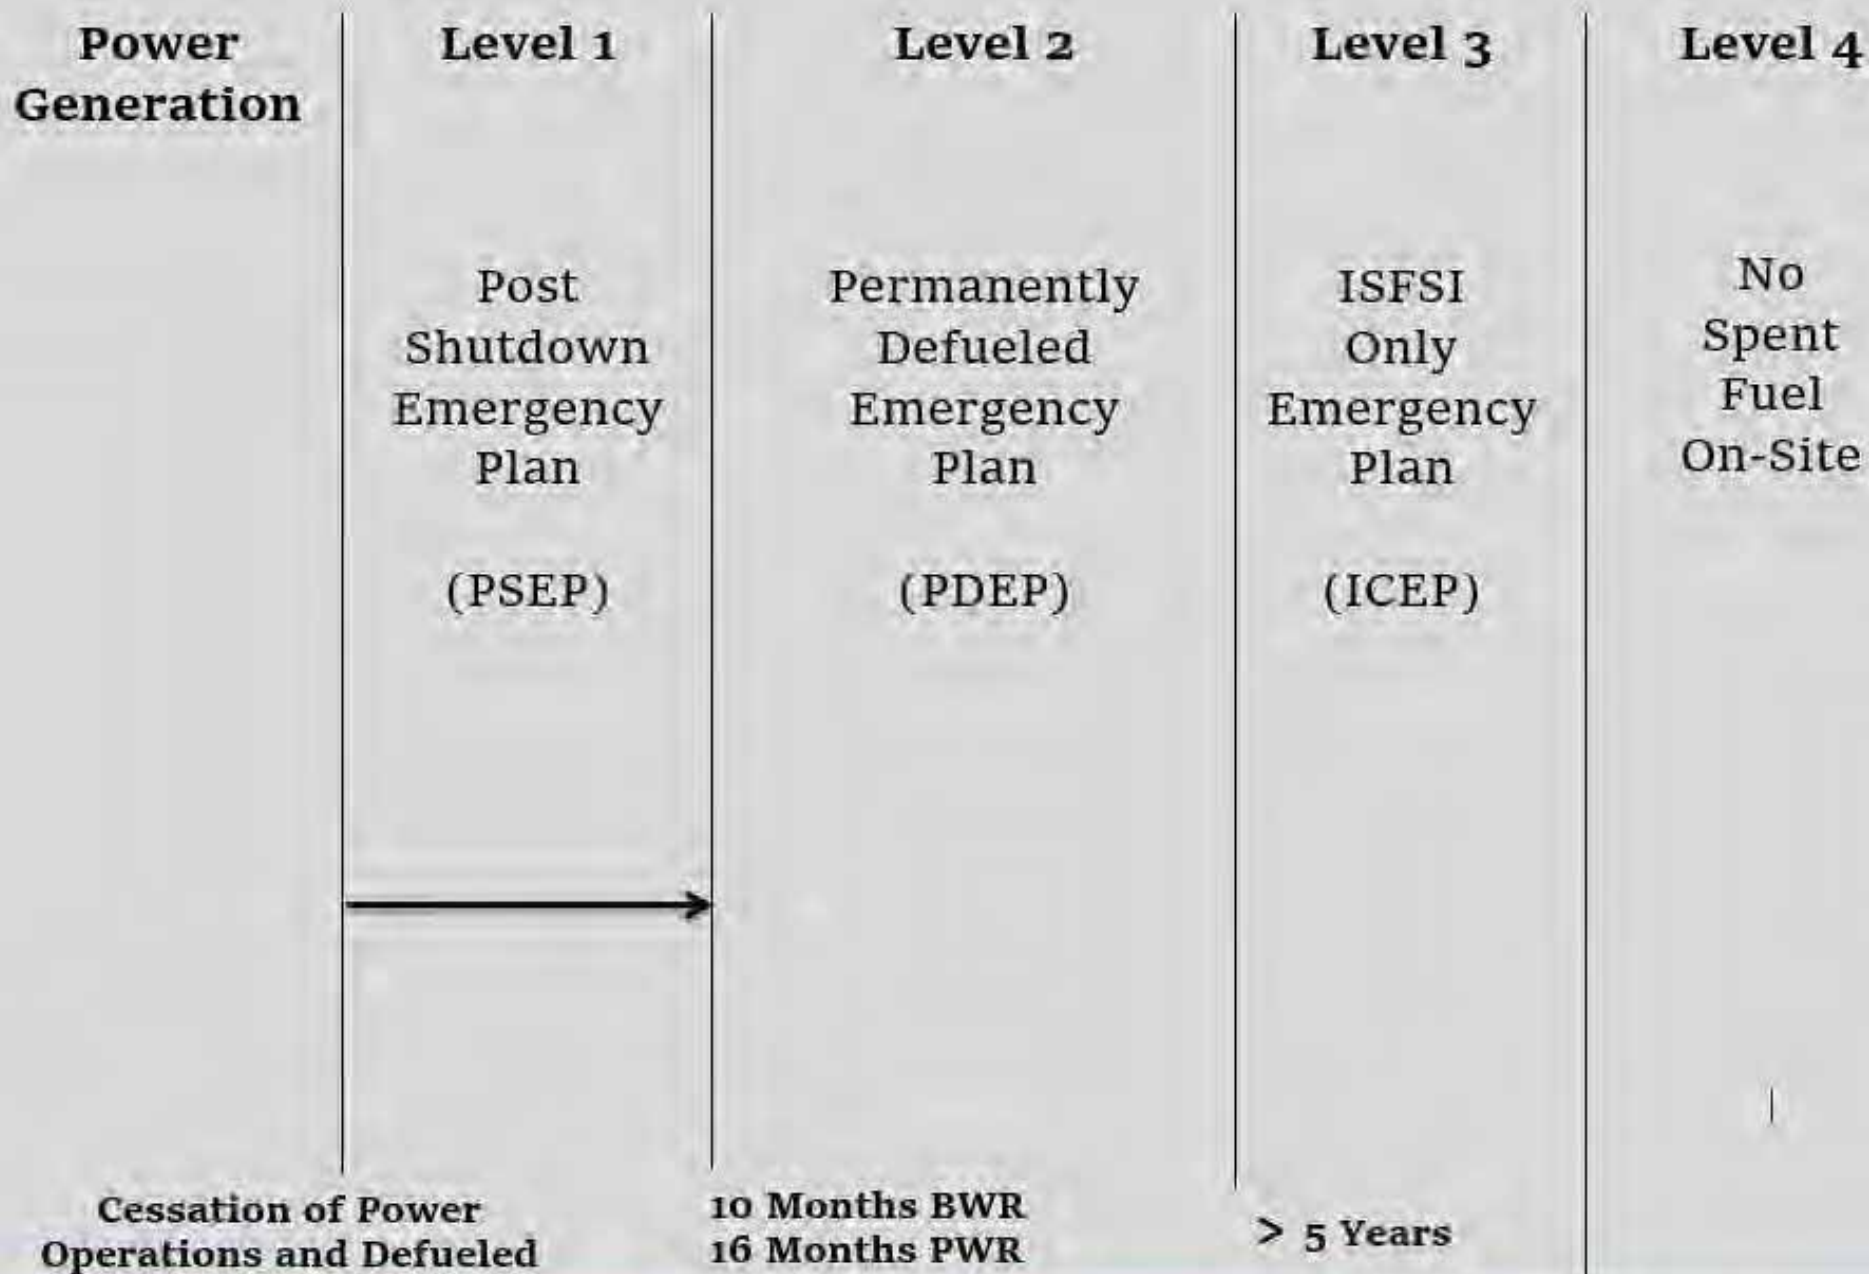 Power
Generation
Level 1
Level 2
Level 3
Level 4
Post
Shutdown
Emergency
Plan
(PSEP)
Permanently
Defueled
Emergency
Plan
(PDEP)
ISFSI
Only
Emergency
Plan
(ICEP)
No
Spent
Fuel
On-Site
Cessation of Power
Operations and Defueled
10 Months BWR
16 Months PWR
> 5 Years